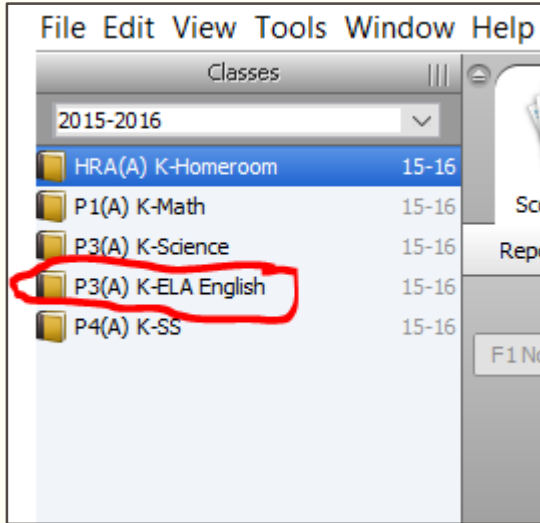 File Edit View Tools Window Help
Classes
2015-2016
HRA(A) K-Homeroom 15-16
P1(A) K-Math 15-16
P3(A) K-Science 15-16
P3(A) K-ELA English 15-16
P4(A) K-SS 15-16
F1